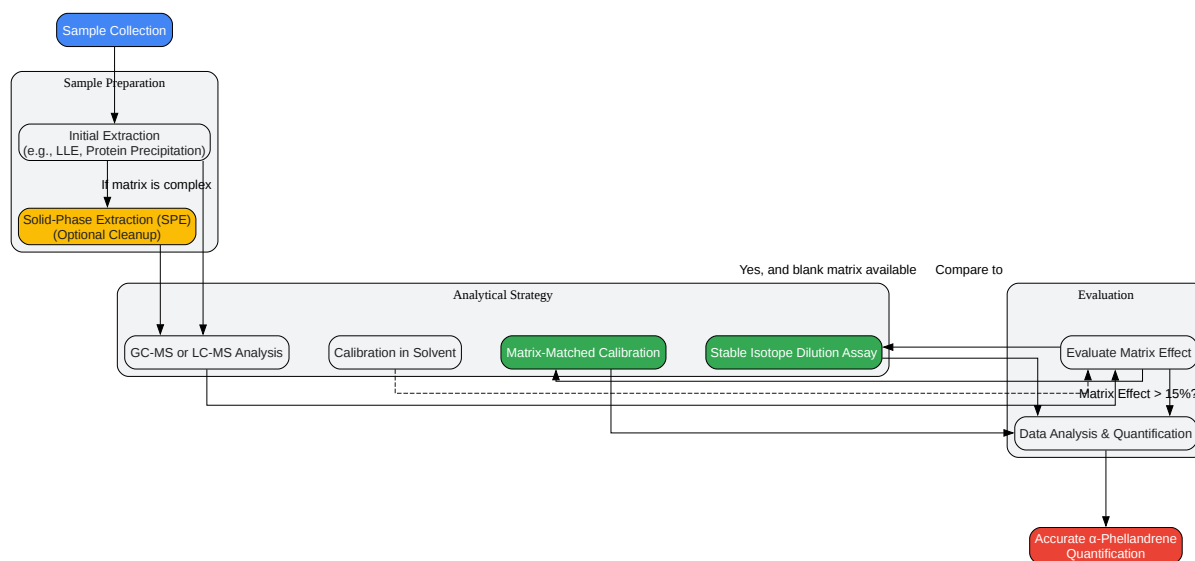 Sample Collection
Sample Preparation
Initial Extraction
(e.g., LLE, Protein Precipitation)
If matrix is complex
Solid-Phase Extraction (SPE)
(Optional Cleanup)
Yes, and blank matrix available
Compare to
Analytical Strategy
Evaluation
GC-MS or LC-MS Analysis
Calibration in Solvent
Matrix-Matched Calibration
Stable Isotope Dilution Assay
Evaluate Matrix Effect
Matrix Effect > 15%?
Data Analysis & Quantification
Accurate α-Phellandrene
Quantification